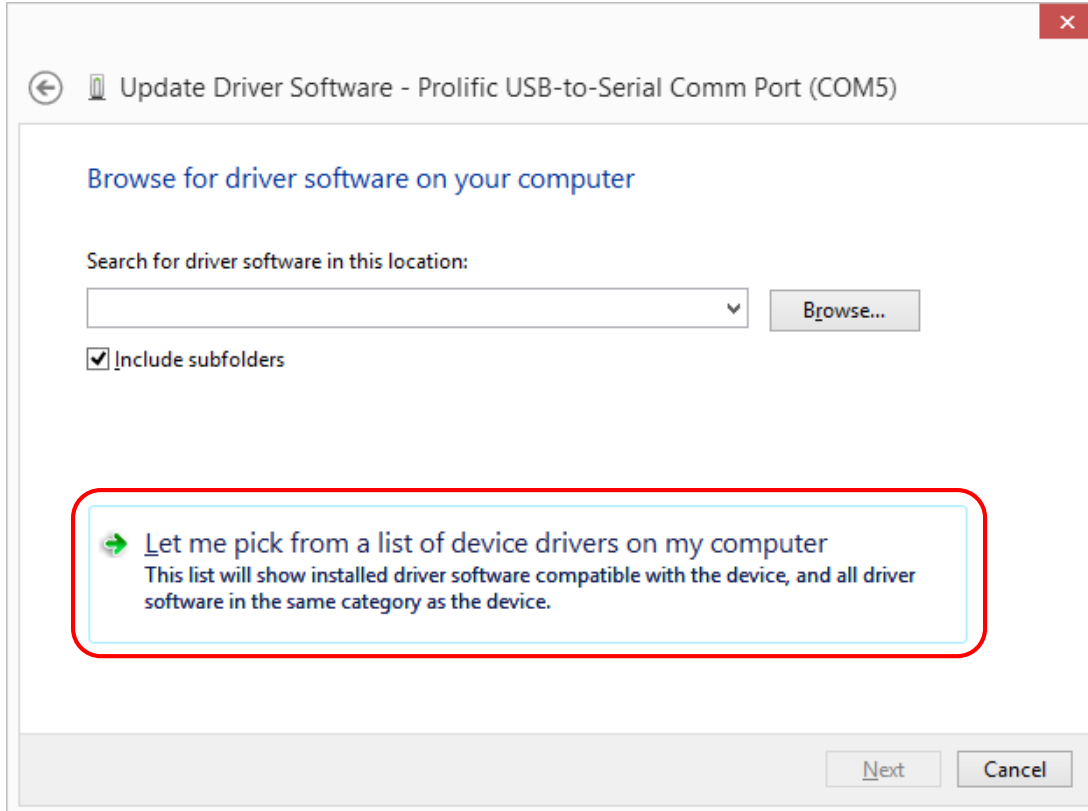 Update Driver Software - Prolific USB-to-Serial Comm Port (COM5)
Browse for driver software on your computer
Search for driver software in this location:
Browse...
Include subfolders
Let me pick from a list of device drivers on my computer
This list will show installed driver software compatible with the device, and all driver
software in the same category as the device.
Next
Cancel